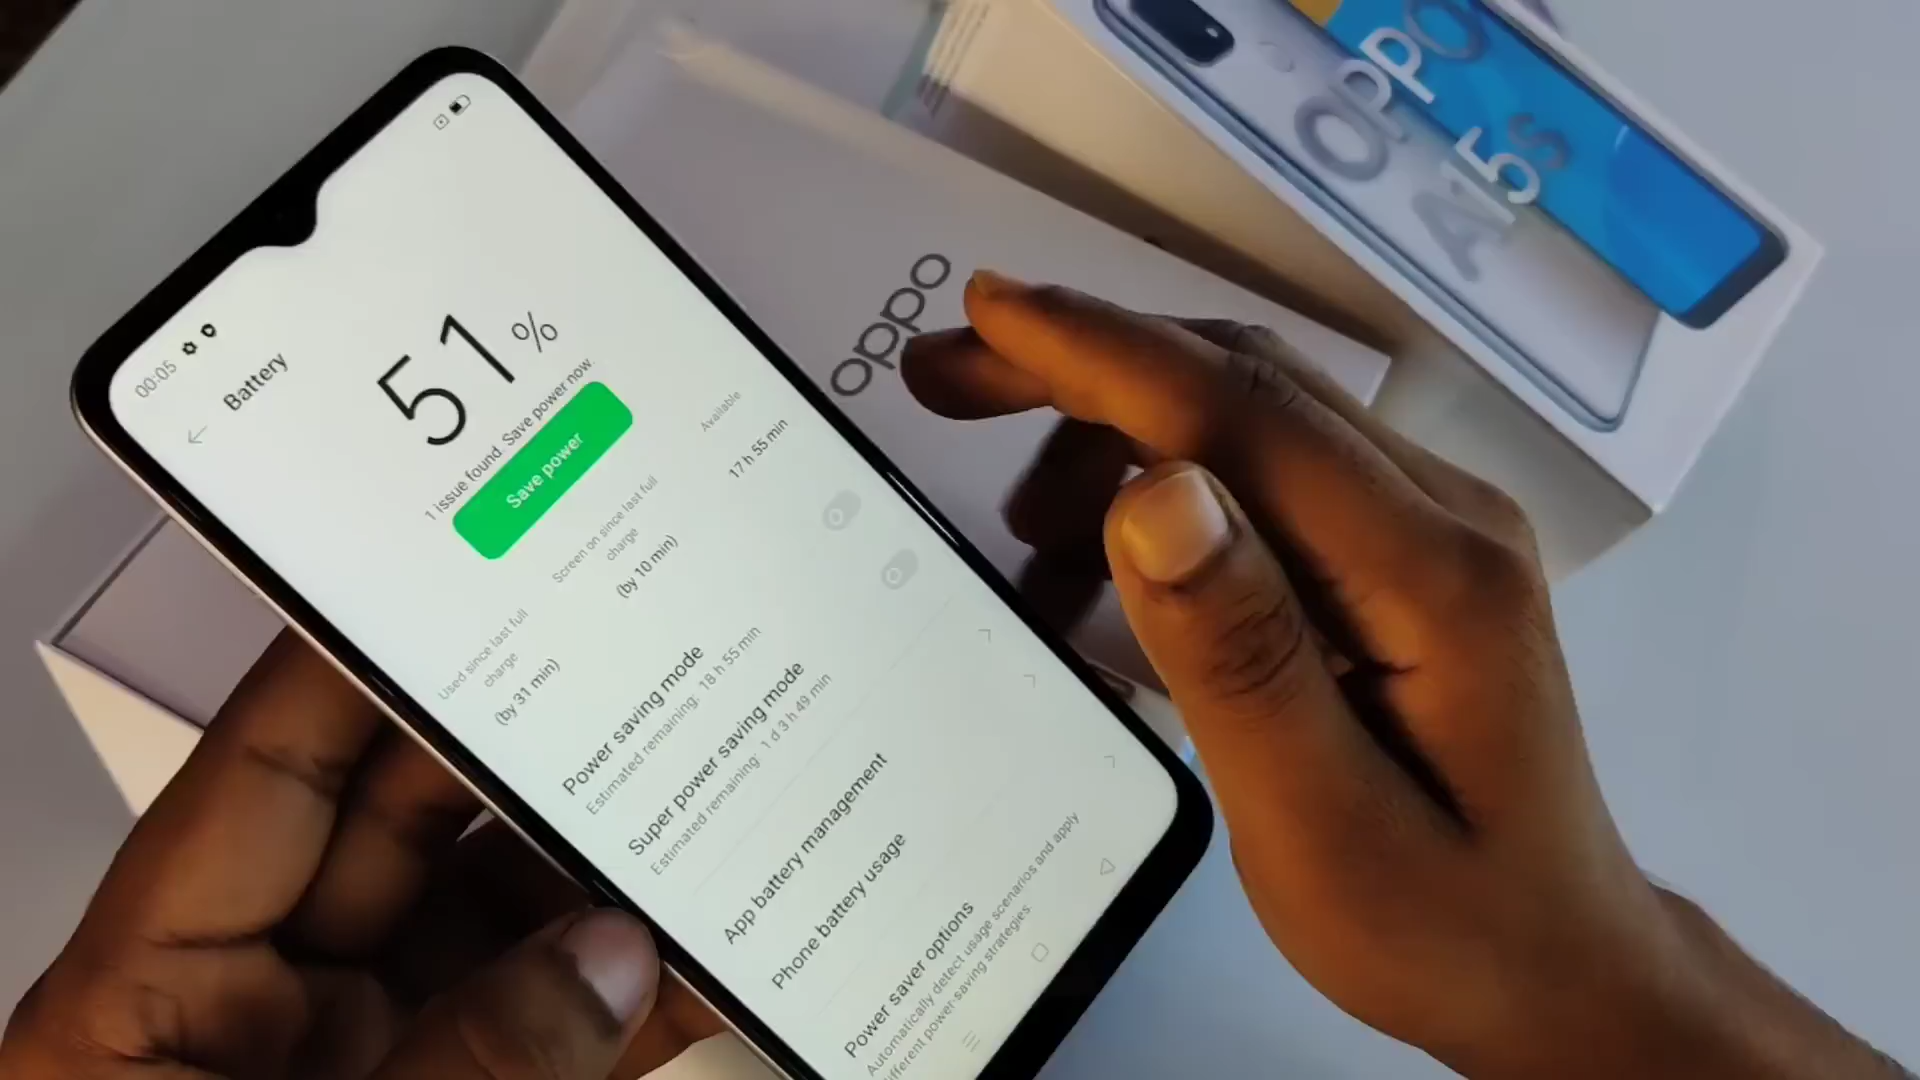 00:05
Battery
51%
1 issue found. Save power now.
Save power
Used since last full
charge
(by 31 min)
Screen on since last full
charge
(by 10 min)
Available
17 h 55 min
Power saving mode
Estimated remaining: 18 h 55 min
Super power saving mode
Estimated remaining: 1 d 3 h 49 min
App battery management
Phone battery usage
Power saver options
Automatically detect usage scenarios and apply
different power-saving strategies.
oppo
OPPO
A15s